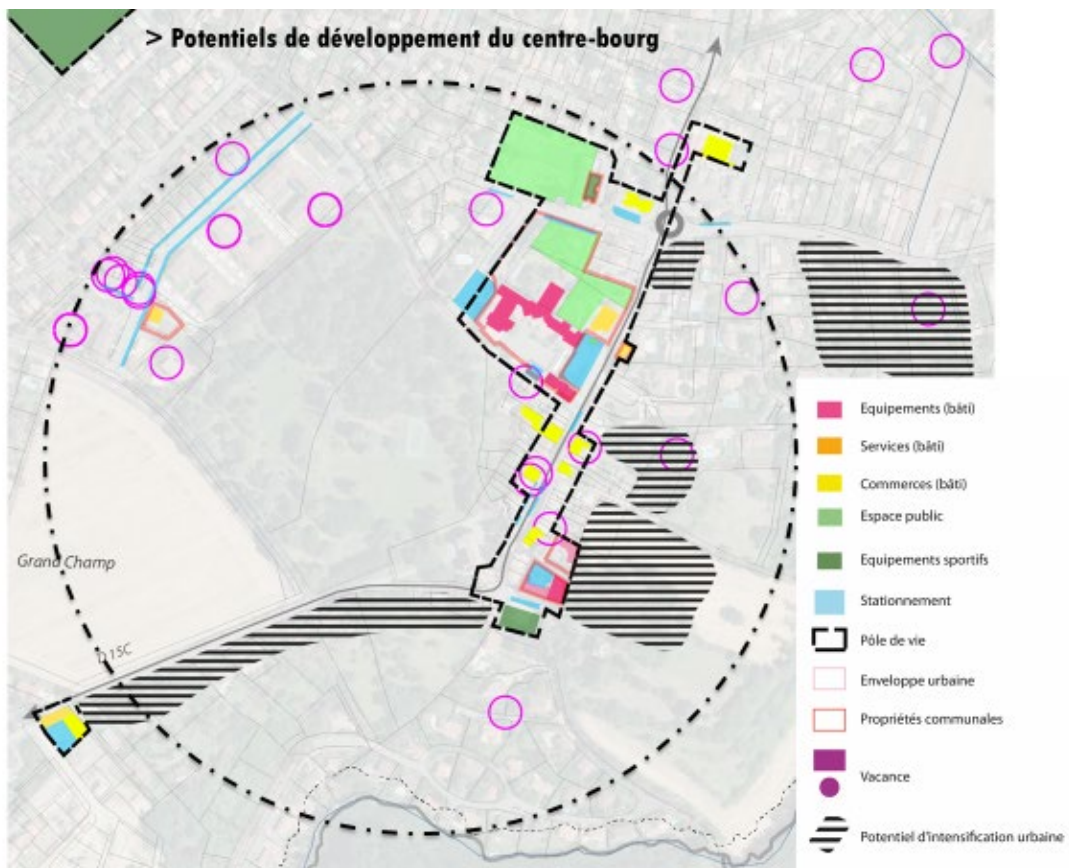 > Potentiels de développement du centre-bourg
Grand Champ
D 15C
Equipements (bâti)
Services (bâti)
Commerces (bâti)
Espace public
Equipements sportifs
Stationnement
Pôle de vie
Enveloppe urbaine
Propriétés communales
Vacance
Potentiel d'intensification urbaine